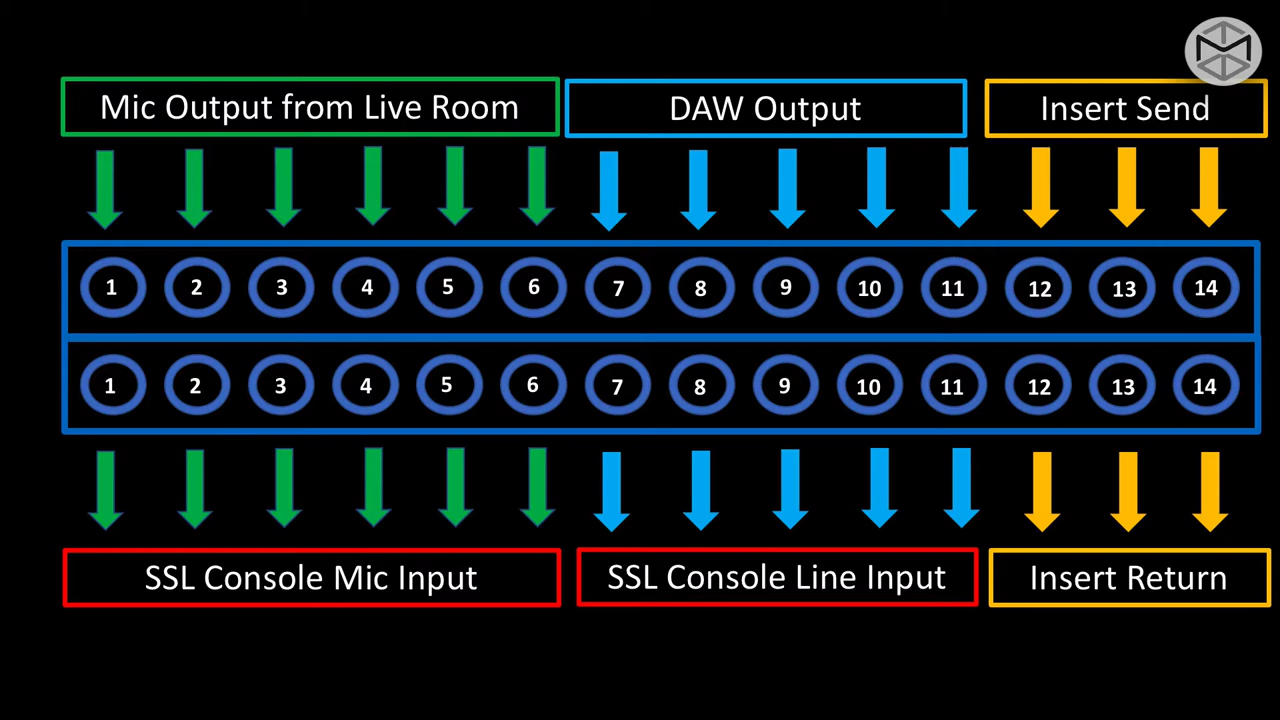 Mic Output from Live Room
DAW Output
Insert Send
1 2 3 4 5 6 7 8 9 10 11 12 13 14
1 2 3 4 5 6 7 8 9 10 11 12 13 14
SSL Console Mic Input
SSL Console Line Input
Insert Return